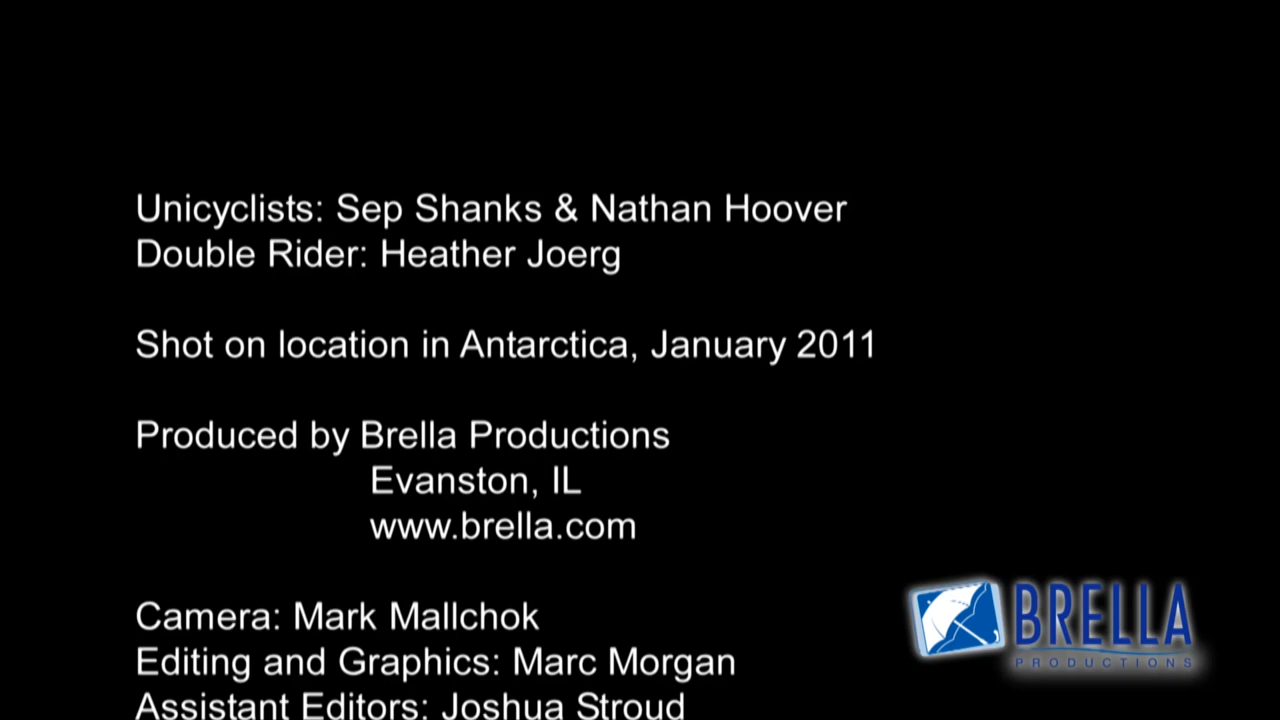 Unicyclists: Sep Shanks & Nathan Hoover
Double Rider: Heather Joerg
Shot on location in Antarctica, January 2011
Produced by Brella Productions
Evanston, IL
www.brella.com
Camera: Mark Mallchok
Editing and Graphics: Marc Morgan
Assistant Editors: Joshua Stroud
BRELLA
PRODUCTIONS